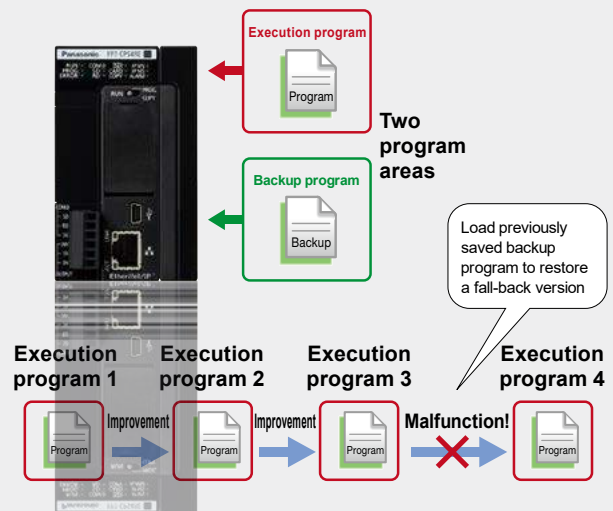 Execution program
Panasonic
Program
Two
program
areas
Backup program
Backup
EtherNet/IP
Load previously
saved backup
program to restore
a fall-back version
Execution
program 1
Execution
program 2
Execution
program 3
Execution
program 4
Improvement
Improvement
Malfunction!
Program
Program
Program
Program